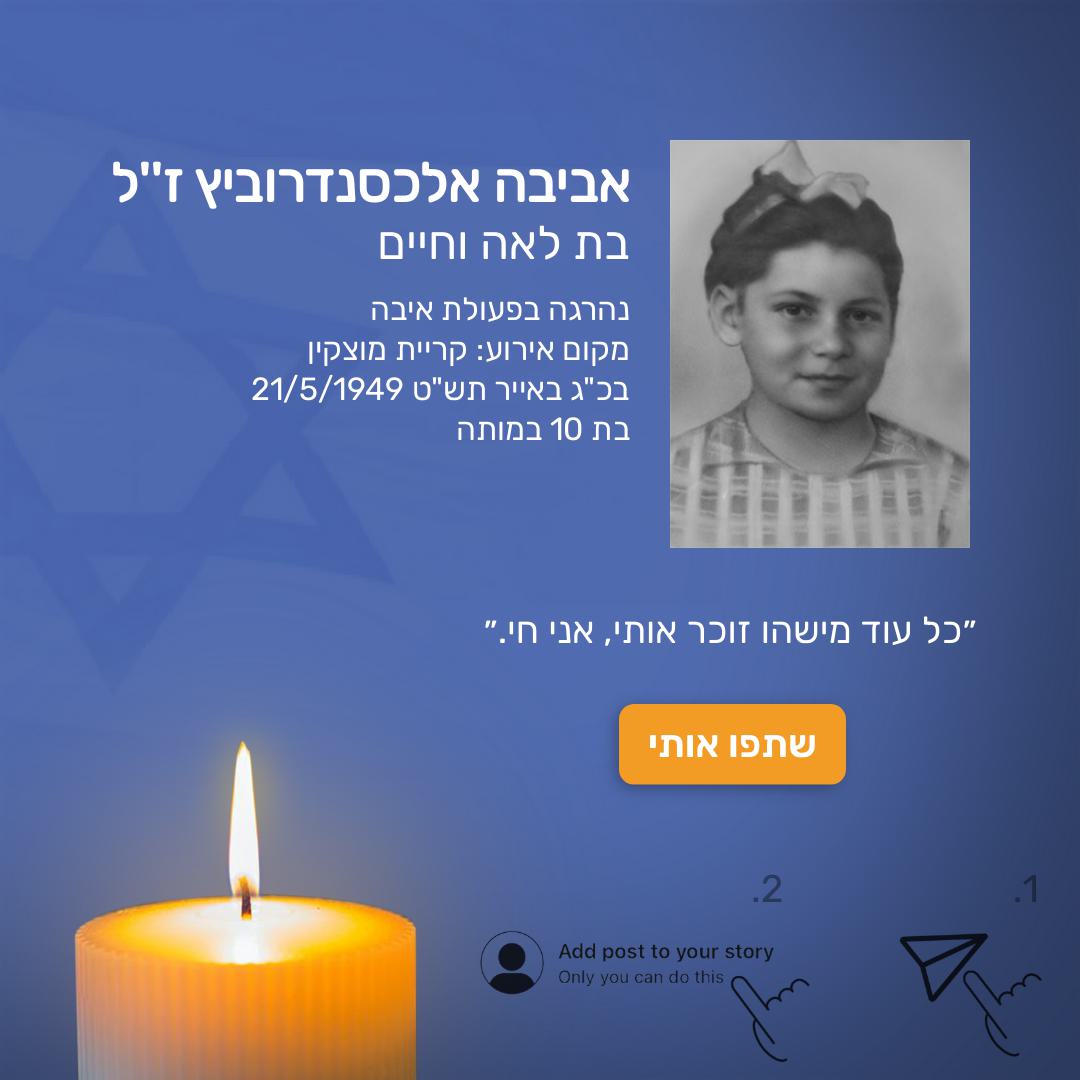 אביבה אלכסנדרוביץ ז"ל
בת לאה וחיים
נהרגה בפעולת איבה
מקום אירוע: קריית מוצקין
בכ"ג באייר תש"ט 21/5/1949
בת 10 במותה
״כל עוד מישהו זוכר אותי, אני חי.״
שתפו אותי
1.
2.
Add post to your story
Only you can do this